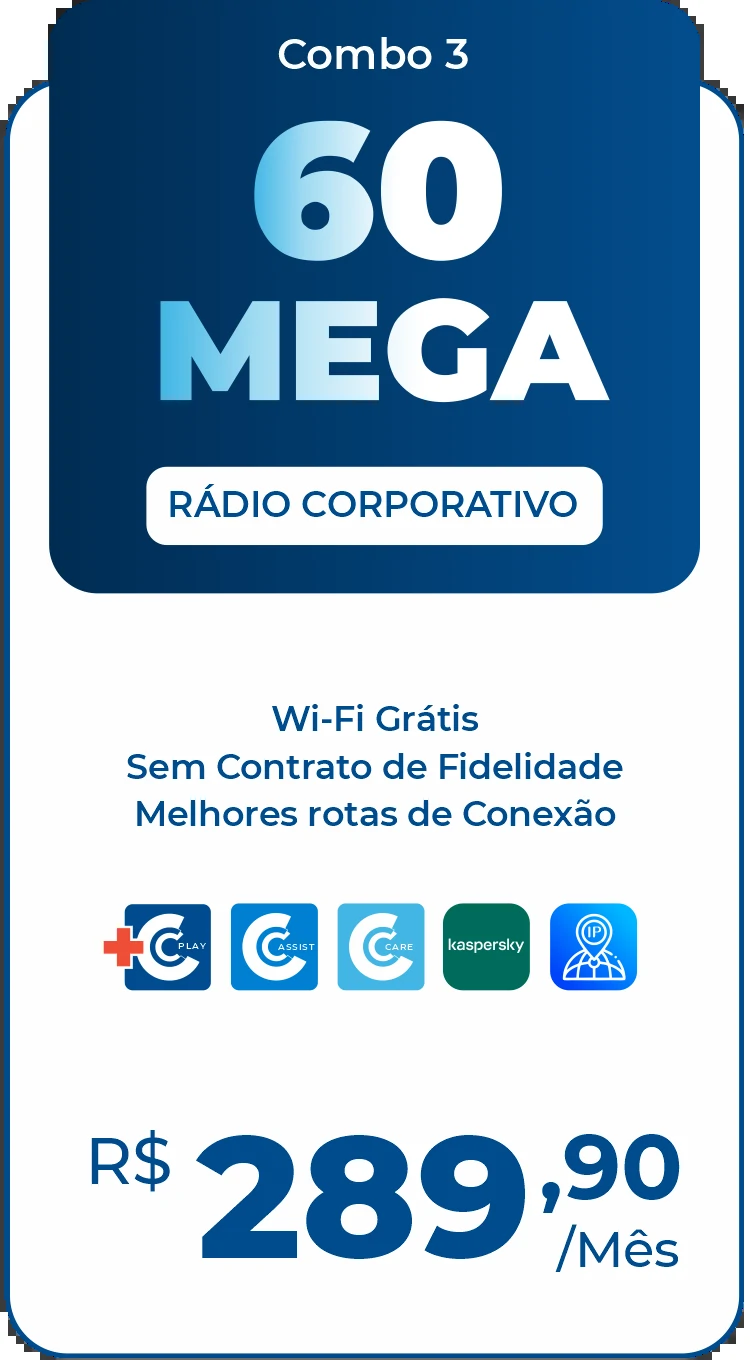 Combo 3
60
MEGA
RÁDIO CORPORATIVO
Wi-Fi Grátis
Sem Contrato de Fidelidade
Melhores rotas de Conexão
PLAY
ASSIST
CARE
kaspersky
IP
R$ 289,90
/Mês